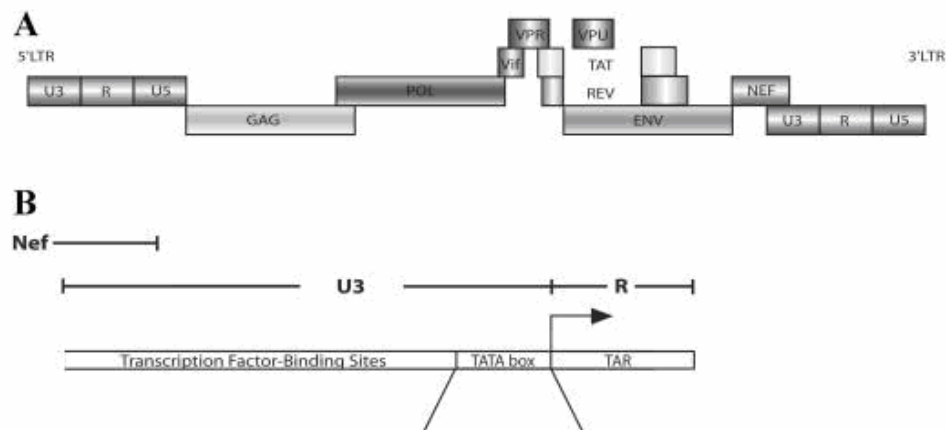 A
VPR VPU
5'LTR Vif TAT 3'LTR
U3 R U5 POL REV NEF
GAG ENV U3 R U5
B
Nef
U3 R
Transcription Factor-Binding Sites TATA box TAR